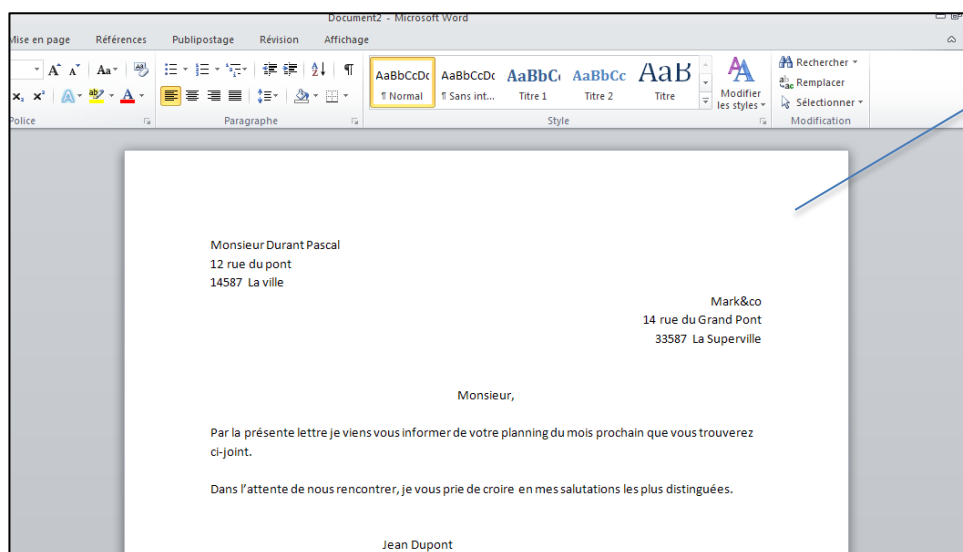 Document2 - Microsoft Word
Mise en page Références Publipostage Révision Affichage
A A Aa
AaBbCcDc AaBbCcDc AaBbC AaBbCc AaB
¶ Normal ¶ Sans int... Titre 1 Titre 2 Titre
Modifier les styles
Rechercher
Remplacer
Sélectionner
Police Paragraphe Style Modification
Monsieur Durant Pascal
12 rue du pont
14587 La ville
Mark&co
14 rue du Grand Pont
33587 La Superville
Monsieur,
Par la présente lettre je viens vous informer de votre planning du mois prochain que vous trouverez
ci-joint.
Dans l’attente de nous rencontrer, je vous prie de croire en mes salutations les plus distinguées.
Jean Dupont